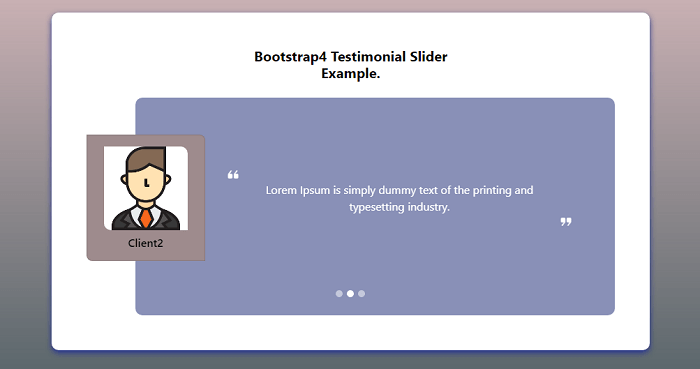 Bootstrap4 Testimonial Slider
Example.
❝
Lorem Ipsum is simply dummy text of the printing and
typesetting industry.
❞
Client2